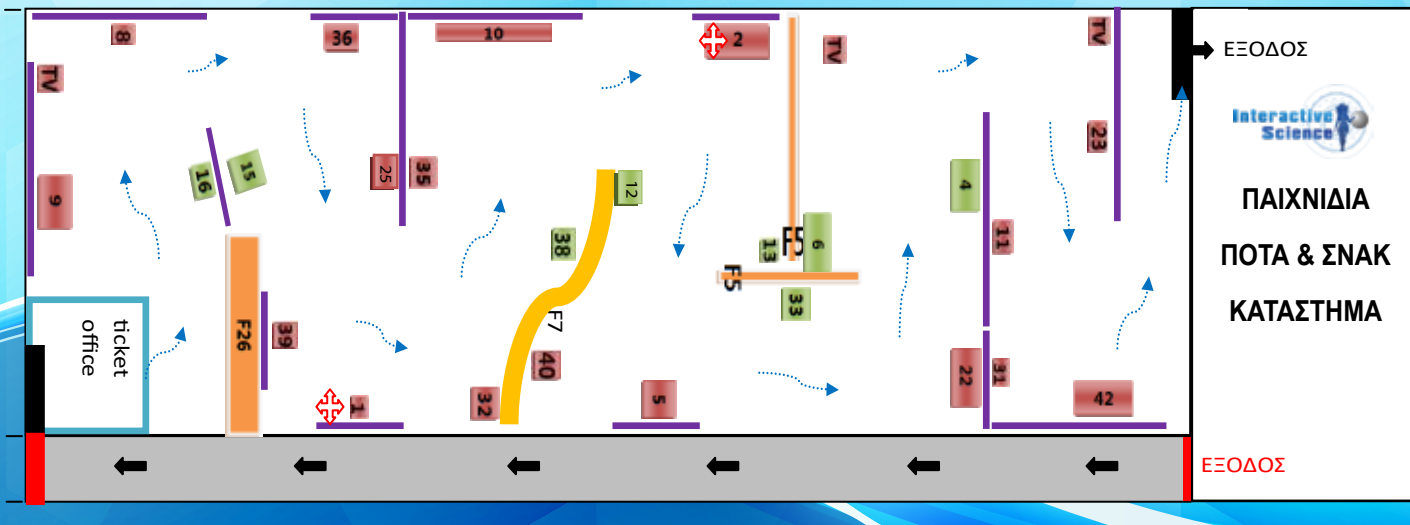 8
36
10
2
TV
TV
ΕΞΟΔΟΣ
TV
Interactive
Science
23
9
16
15
25
35
12
4
ΠΑΙΧΝΙΔΙΑ
38
13
F5
6
11
ΠΟΤΑ & ΣΝΑΚ
F5
33
ΚΑΤΑΣΤΗΜΑ
ticket
office
F26
39
F7
40
22
31
1
32
5
42
ΕΞΟΔΟΣ